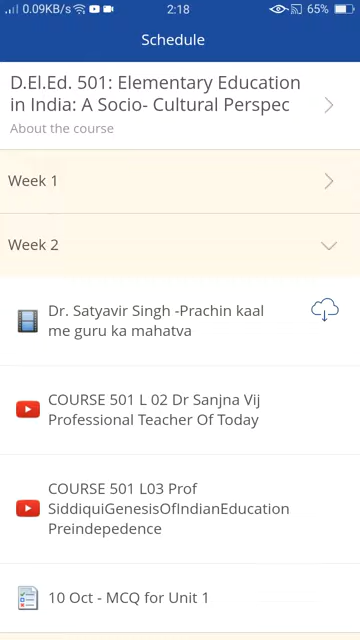 0.09KB/s 2:18 65%
Schedule
D.El.Ed. 501: Elementary Education
in India: A Socio- Cultural Perspec
About the course
Week 1
Week 2
Dr. Satyavir Singh -Prachin kaal
me guru ka mahatva
COURSE 501 L 02 Dr Sanjna Vij
Professional Teacher Of Today
COURSE 501 L03 Prof
SiddiquiGenesisOfIndianEducation
Preindepedence
10 Oct - MCQ for Unit 1